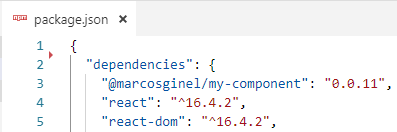 package.json ×
1 {
2 "dependencies": {
3 "@marcosginel/my-component": "0.0.11",
4 "react": "^16.4.2",
5 "react-dom": "^16.4.2",